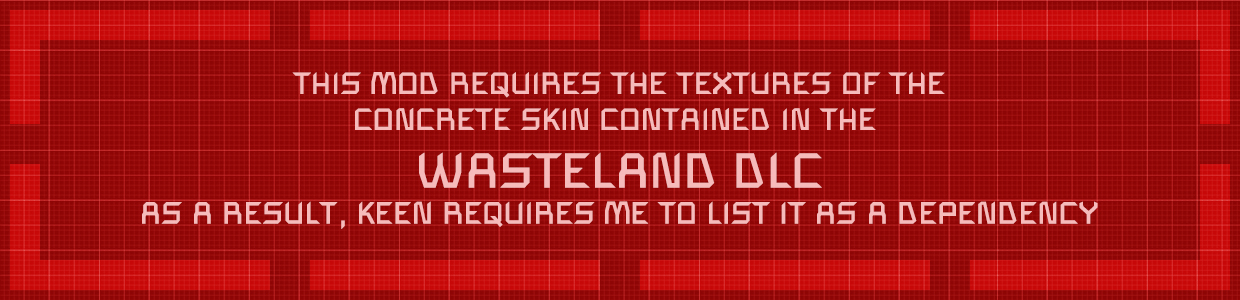 THIS MOD REQUIRES THE TEXTURES OF THE
CONCRETE SKIN CONTAINED IN THE
WASTELAND DLC
AS A RESULT, KEEN REQUIRES ME TO LIST IT AS A DEPENDENCY